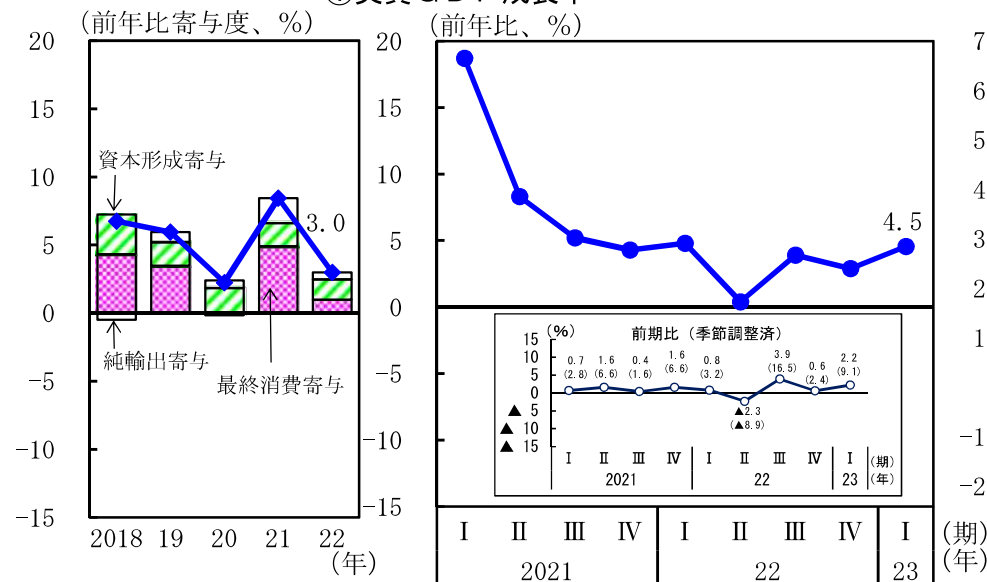 (前年比寄与度、%)
20
15
10
5
0
−5
−10
−15
資本形成寄与
3.0
純輸出寄与
最終消費寄与
2018 19 20 21 22
(年)
(前年比、%)
20
15
10
5
0
−5
−10
−15
4.5
(%)
前期比（季節調整済）
15
10
5
0
▲ 5
▲ 10
▲ 15
0.7 1.6 0.4 1.6 0.8 3.9 0.6 2.2
(2.8) (6.6) (1.6) (6.6) (3.2) (16.5) (2.4) (9.1)
▲2.3
(▲8.9)
Ⅰ Ⅱ Ⅲ Ⅳ Ⅰ Ⅱ Ⅲ Ⅳ Ⅰ (期)
2021 22 23 (年)
Ⅰ Ⅱ Ⅲ Ⅳ Ⅰ Ⅱ Ⅲ Ⅳ Ⅰ (期)
2021 22 23 (年)
7
6
5
4
3
2
1
−1
−2